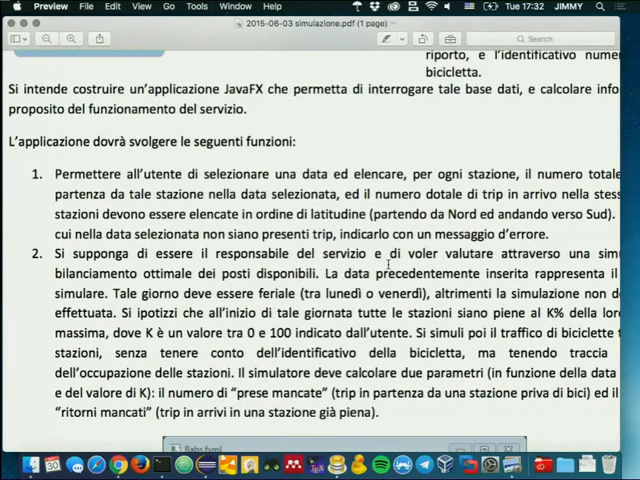 Preview File Edit View Go Tools Window Help Tue 17:32 JIMMY
2015-06-03 simulazione.pdf (1 page)
Search
riporto, e l'identificativo nume
bicicletta.
Si intende costruire un'applicazione JavaFX che permetta di interrogare tale base dati, e calcolare info
proposito del funzionamento del servizio.
L'applicazione dovrà svolgere le seguenti funzioni:
1. Permettere all'utente di selezionare una data ed elencare, per ogni stazione, il numero totale
partenza da tale stazione nella data selezionata, ed il numero dotale di trip in arrivo nella stess
stazioni devono essere elencate in ordine di latitudine (partendo da Nord ed andando verso Sud).
cui nella data selezionata non siano presenti trip, indicarlo con un messaggio d'errore.
2. Si supponga di essere il responsabile del servizio e di voler valutare attraverso una simu
bilanciamento ottimale dei posti disponibili. La data precedentemente inserita rappresenta il
simulare. Tale giorno deve essere feriale (tra lunedì o venerdì), altrimenti la simulazione non de
effettuata. Si ipotizzi che all'inizio di tale giornata tutte le stazioni siano piene al K% della lor
massima, dove K è un valore tra 0 e 100 indicato dall'utente. Si simuli poi il traffico di biciclette t
stazioni, senza tenere conto dell'identificativo della bicicletta, ma tenendo traccia
dell'occupazione delle stazioni. Il simulatore deve calcolare due parametri (in funzione della data
e del valore di K): il numero di "prese mancate" (trip in partenza da una stazione priva di bici) ed il
"ritorni mancati" (trip in arrivi in una stazione già piena).
Babs.fxml
30